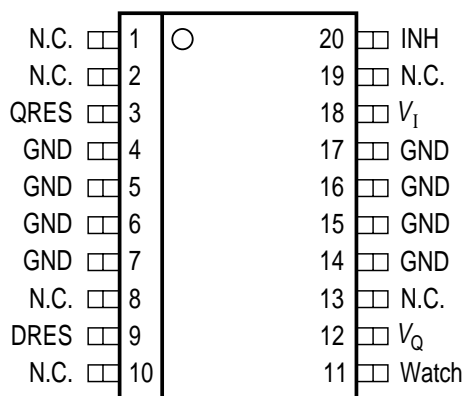 N.C. 1 20 INH
N.C. 2 19 N.C.
QRES 3 18 VI
GND 4 17 GND
GND 5 16 GND
GND 6 15 GND
GND 7 14 GND
N.C. 8 13 N.C.
DRES 9 12 VQ
N.C. 10 11 Watch